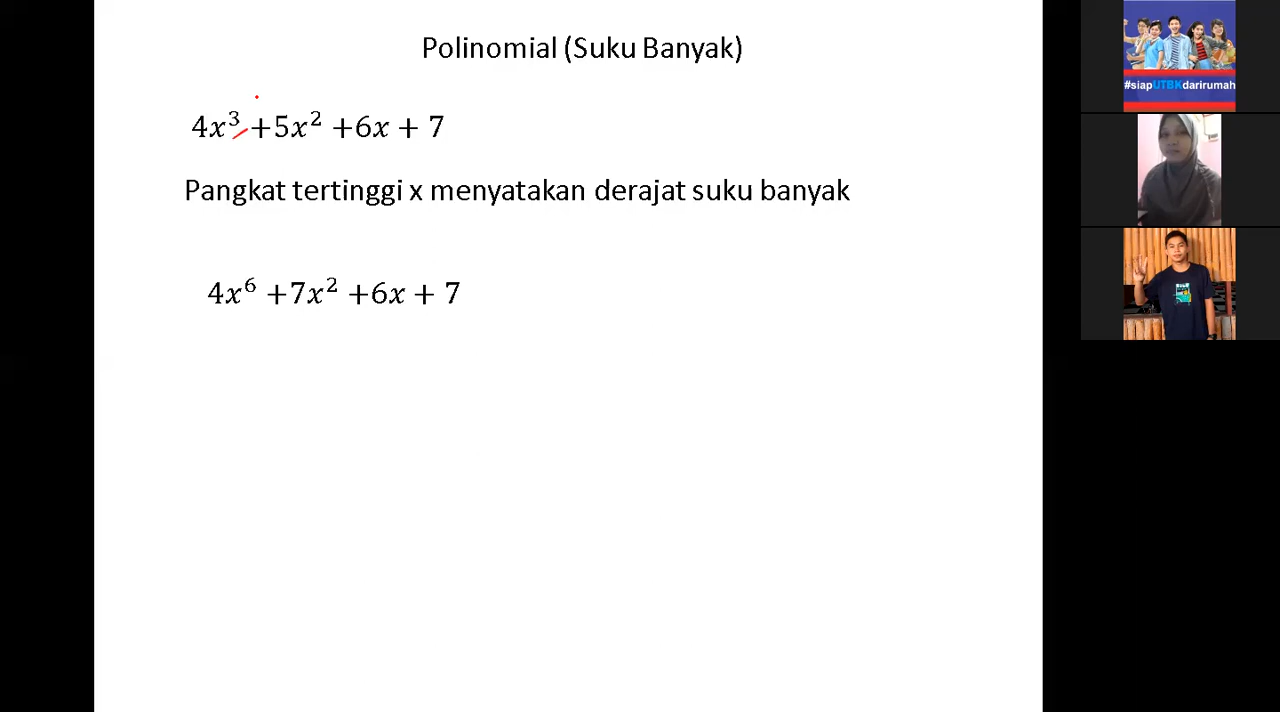 Polinomial (Suku Banyak)
4x³ +5x² +6x + 7
Pangkat tertinggi x menyatakan derajat suku banyak
4x⁶ +7x² +6x + 7
#siapUTBKdarirumah